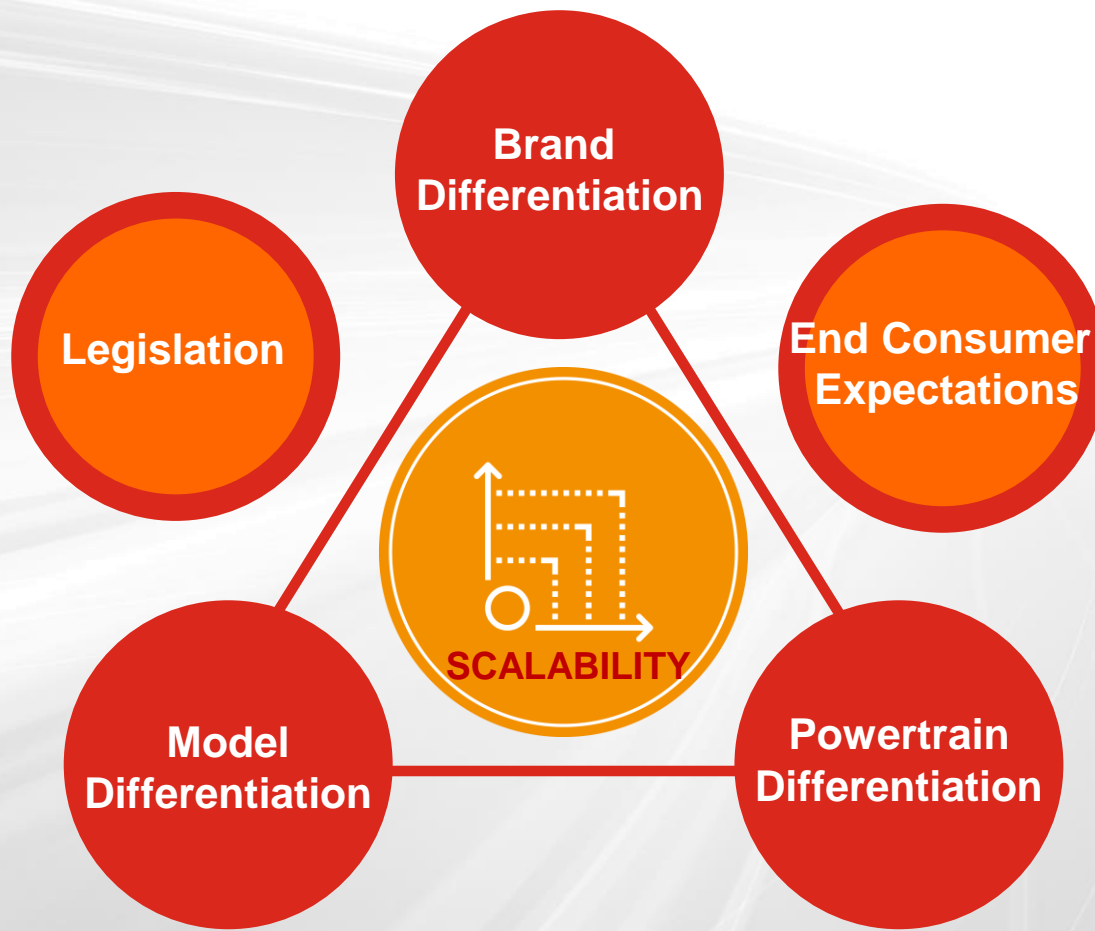 Brand
Differentiation
Legislation
End Consumer
Expectations
SCALABILITY
Model
Differentiation
Powertrain
Differentiation